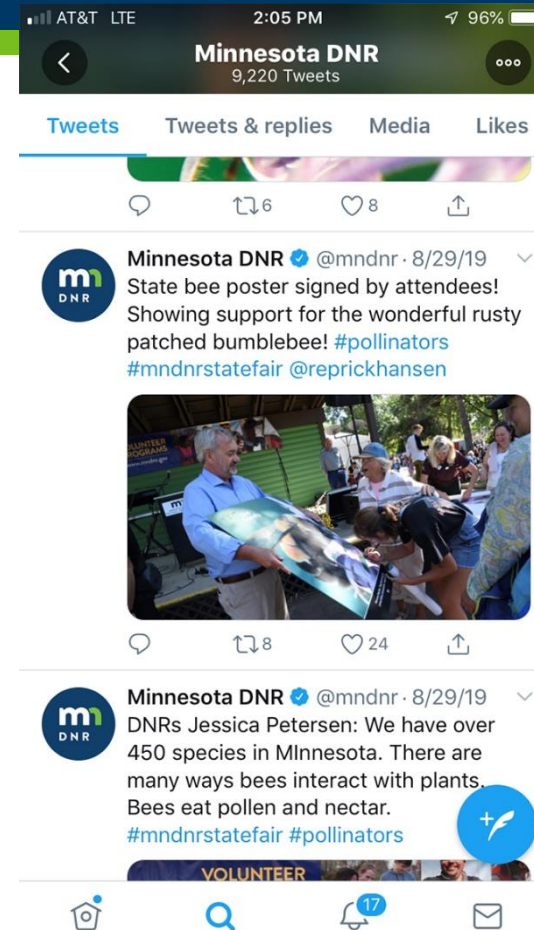 AT&T LTE 2:05 PM 96%
Minnesota DNR
9,220 Tweets
Tweets Tweets & replies Media Likes
6 8
Minnesota DNR @mndnr · 8/29/19
mn
DNR
State bee poster signed by attendees!
Showing support for the wonderful rusty
patched bumblebee! #pollinators
#mndnrstatefair @reprickhansen
VOLUNTEER
PROGRAMS
8 24
Minnesota DNR @mndnr · 8/29/19
mn
DNR
DNRs Jessica Petersen: We have over
450 species in MInnesota. There are
many ways bees interact with plants.
Bees eat pollen and nectar.
#mndnrstatefair #pollinators
VOLUNTEER
17